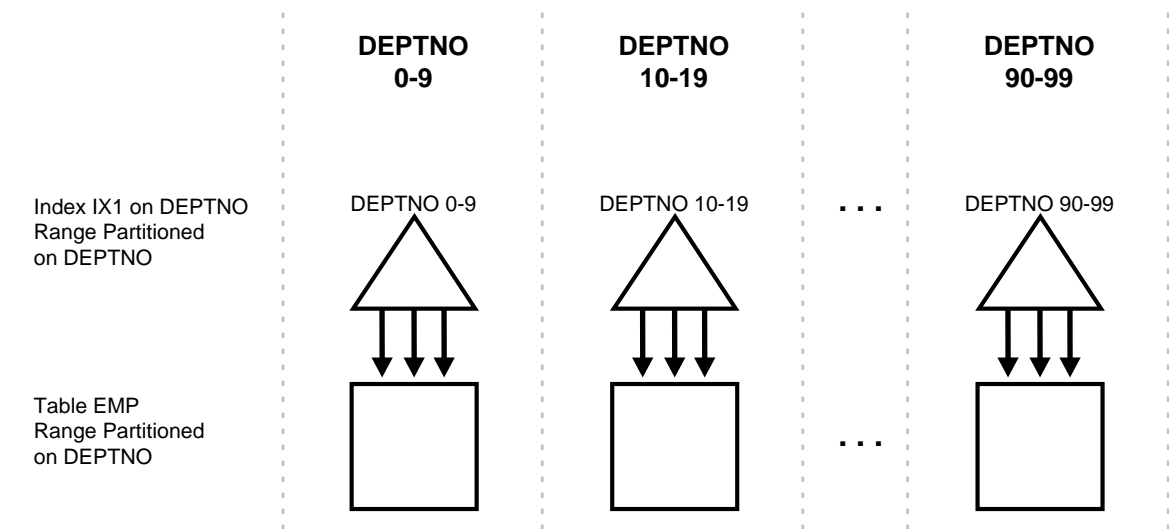 DEPTNO
0-9
DEPTNO
10-19
DEPTNO
90-99
Index IX1 on DEPTNO
Range Partitioned
on DEPTNO
DEPTNO 0-9
DEPTNO 10-19
. . .
DEPTNO 90-99
Table EMP
Range Partitioned
on DEPTNO
. . .